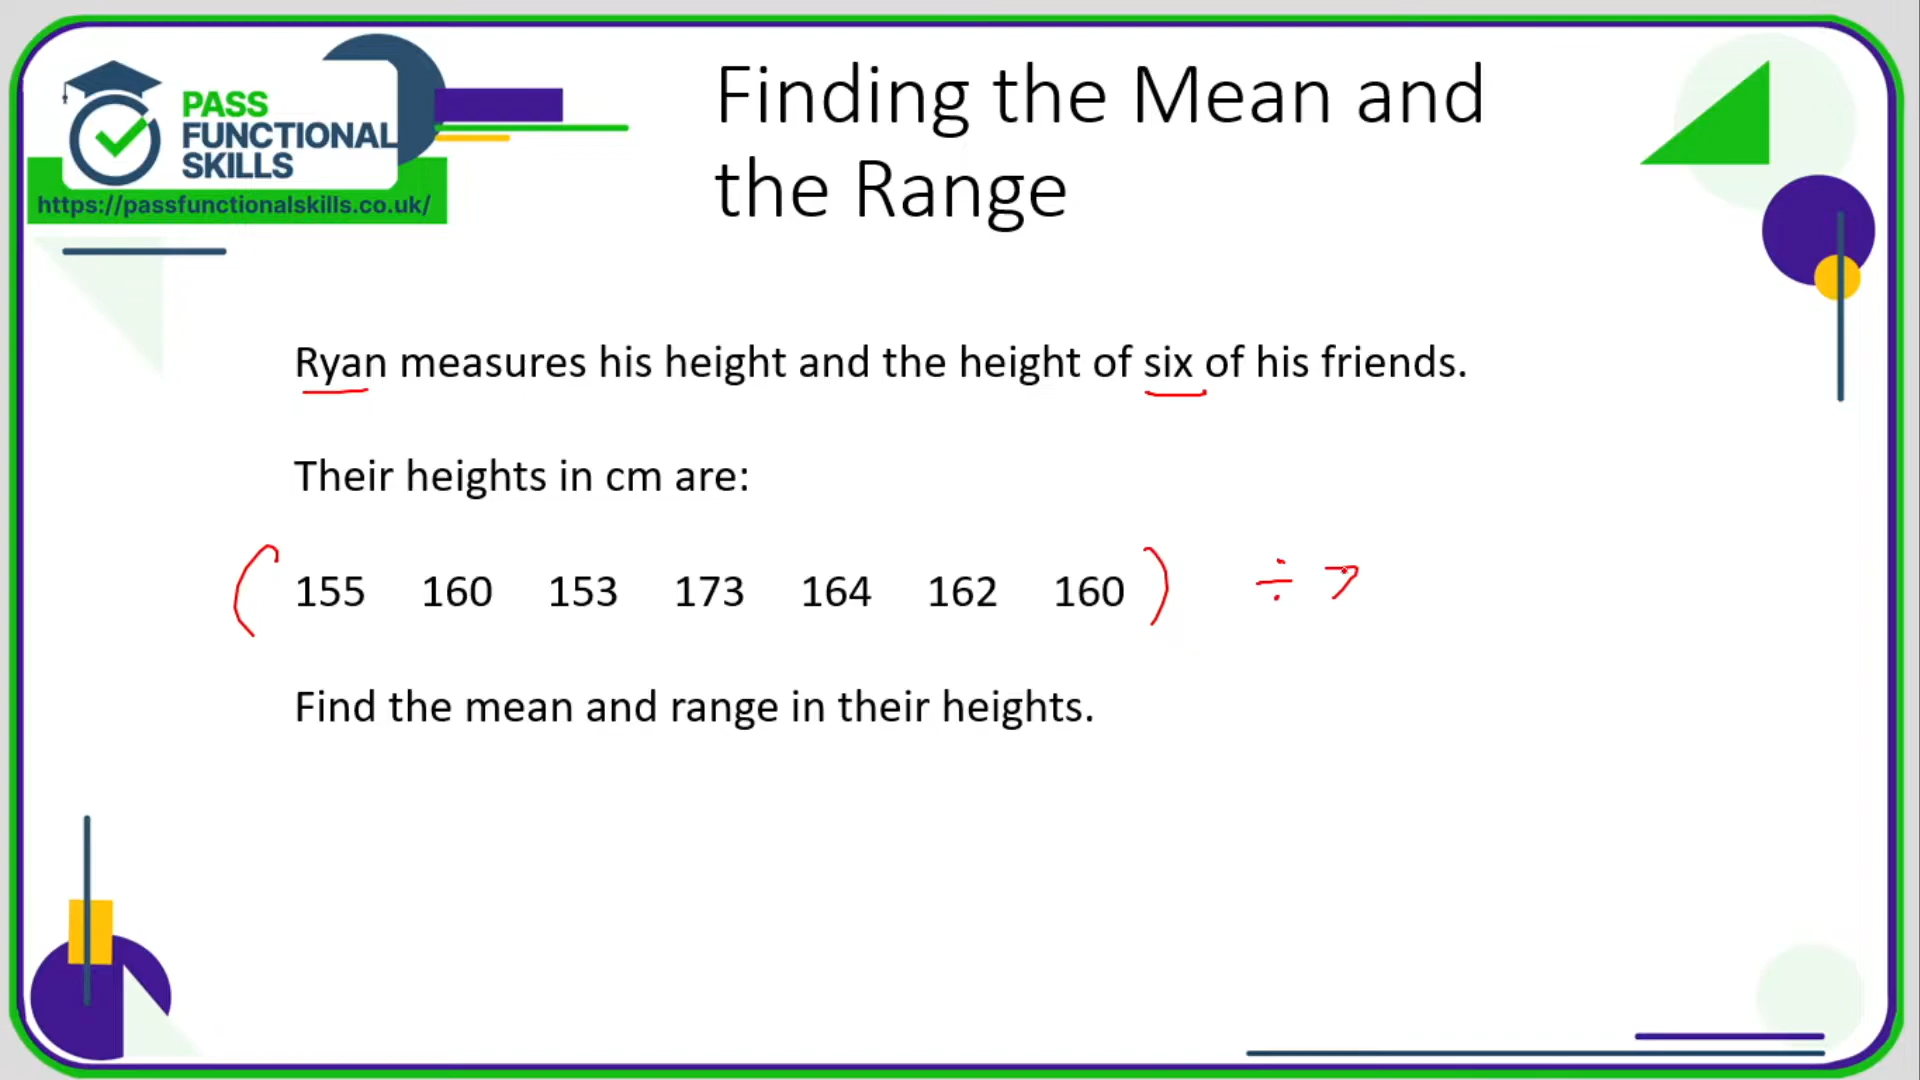 PASS
FUNCTIONAL
SKILLS
https://passfunctionalskills.co.uk/
Finding the Mean and
the Range
Ryan measures his height and the height of six of his friends.
Their heights in cm are:
( 155 160 153 173 164 162 160 ) ÷ 7
Find the mean and range in their heights.